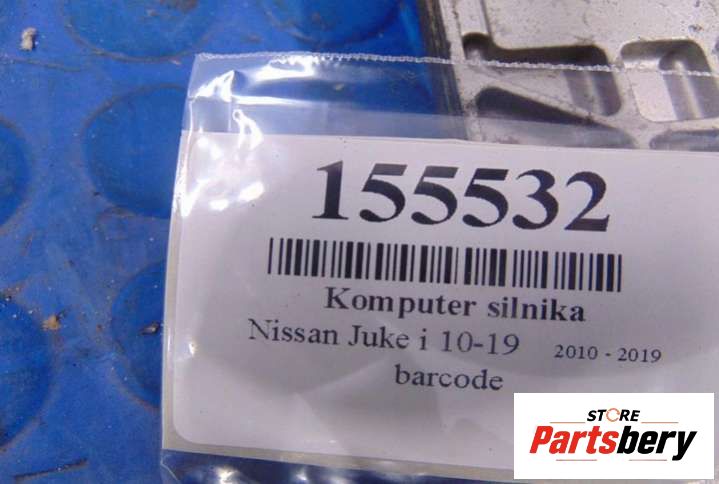 155532
Komputer silnika
Nissan Juke i 10-19 2010 - 2019
barcode
STORE
Partsbery